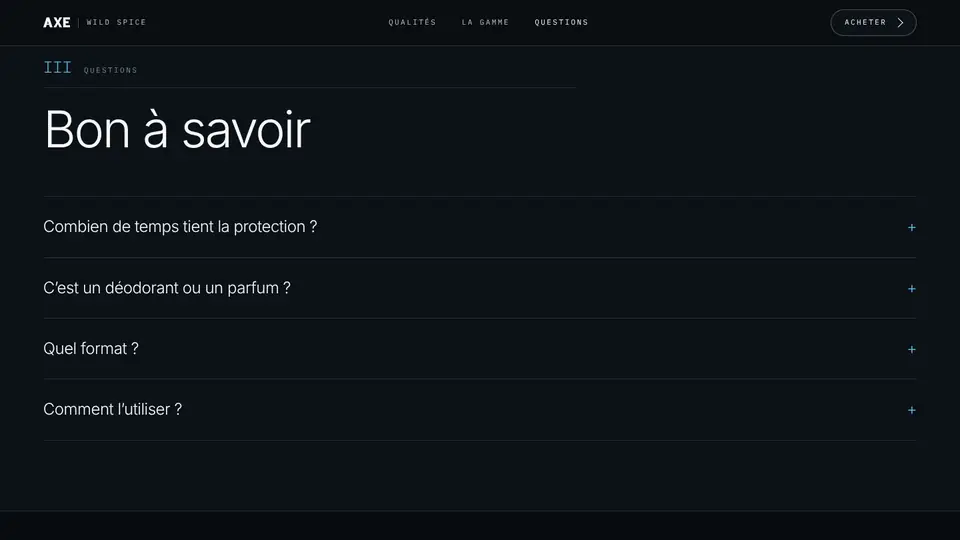 AXE | WILD SPICE
QUALITÉS
LA GAMME
QUESTIONS
ACHETER
III QUESTIONS
Bon à savoir
Combien de temps tient la protection ?
+
C’est un déodorant ou un parfum ?
+
Quel format ?
+
Comment l’utiliser ?
+